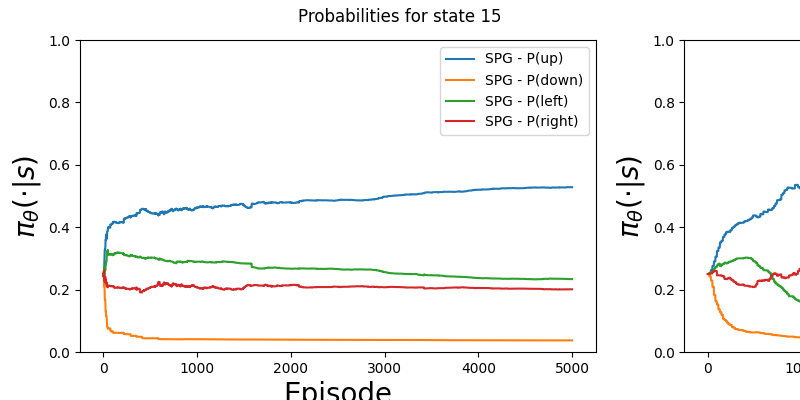 Probabilities for state 15
1.0
0.8
0.6
0.4
0.2
0.0
π_θ(·|s)
SPG - P(up)
SPG - P(down)
SPG - P(left)
SPG - P(right)
0 1000 2000 3000 4000 5000
Episode
1.0
0.8
0.6
0.4
0.2
0.0
π_θ(·|s)
0